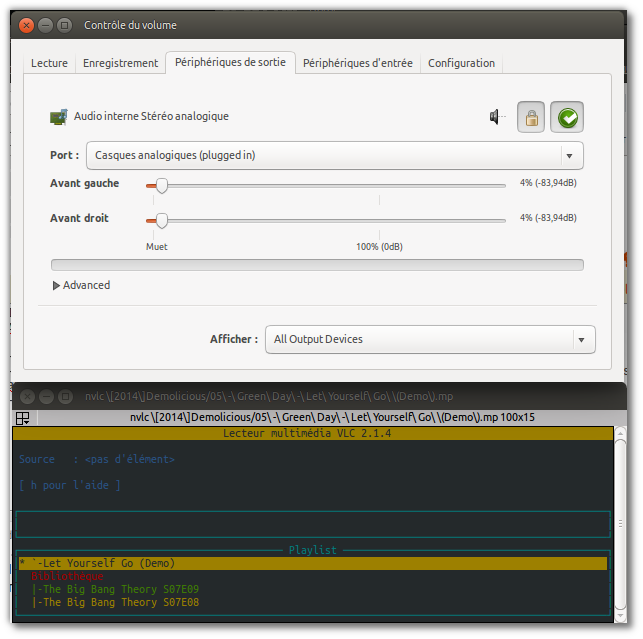 Contrôle du volume
Lecture Enregistrement Périphériques de sortie Périphériques d'entrée Configuration
Audio interne Stéréo analogique
Port : Casques analogiques (plugged in)
Avant gauche 4% (-83,94dB)
Avant droit 4% (-83,94dB)
Muet 100% (0dB)
Advanced
Afficher : All Output Devices
nvlc\[2014\]Demolicious/05\-\Green\Day\-\Let\Yourself\Go\\(Demo\).mp
nvlc\[2014\]Demolicious/05\-\Green\Day\-\Let\Yourself\Go\\(Demo\).mp 100x15
Lecteur multimédia VLC 2.1.4
Source : <pas d'élément>
[ h pour l'aide ]
Playlist
* `-Let Yourself Go (Demo)
Bibliothèque
|-The Big Bang Theory S07E09
|-The Big Bang Theory S07E08